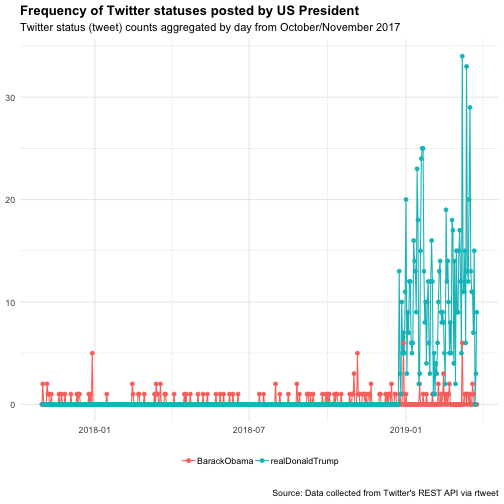 Frequency of Twitter statuses posted by US President
Twitter status (tweet) counts aggregated by day from October/November 2017
30
20
10
0
2018-01 2018-07 2019-01
BarackObama realDonaldTrump
Source: Data collected from Twitter's REST API via rtweet